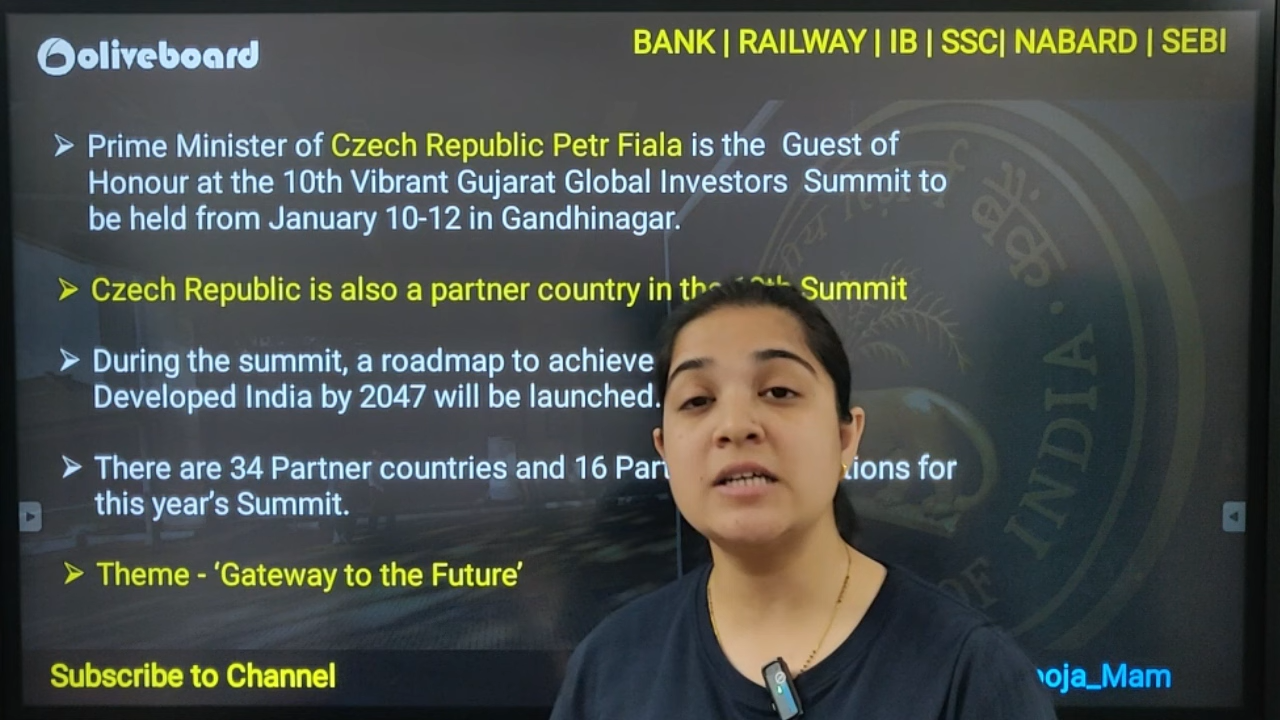 oliveboard
BANK | RAILWAY | IB | SSC| NABARD | SEBI
Prime Minister of Czech Republic Petr Fiala is the Guest of
Honour at the 10th Vibrant Gujarat Global Investors Summit to
be held from January 10-12 in Gandhinagar.
Czech Republic is also a partner country in the 10th Summit
During the summit, a roadmap to achieve
Developed India by 2047 will be launched.
There are 34 Partner countries and 16 for
this year's Summit.
Theme - ‘Gateway to the Future’
बैंक
OF INDIA
Subscribe to Channel